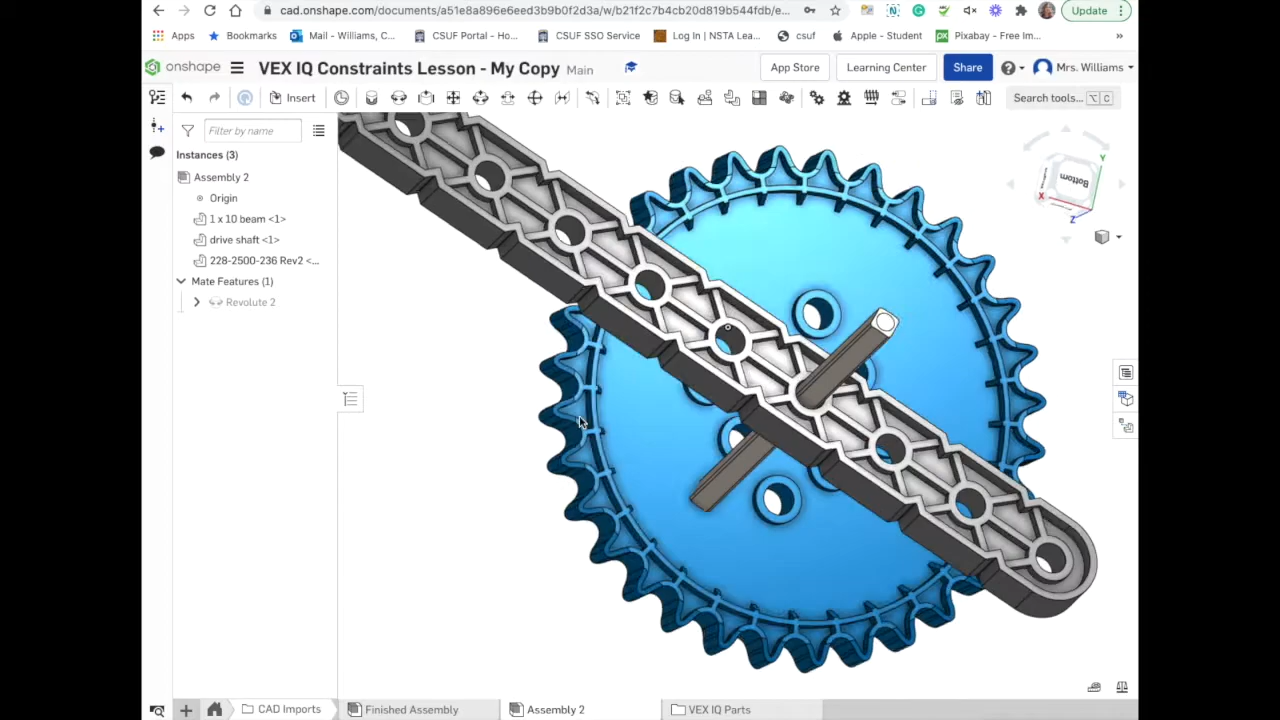 cad.onshape.com/documents/a51e8a896e6eed3b9b0f2d3a/w/b21f2c7b4cb20d819b544fdb/e...
Update
Apps
Bookmarks
Mail - Williams, C...
CSUF Portal - Ho...
CSUF SSO Service
Log In | NSTA Lea...
csuf
Apple - Student
Pixabay - Free Im...
»
onshape
VEX IQ Constraints Lesson - My Copy
Main
App Store
Learning Center
Share
Mrs. Williams
Insert
Search tools...
⌥ C
Filter by name
Instances (3)
Assembly 2
Origin
1 x 10 beam <1>
drive shaft <1>
228-2500-236 Rev2 <...
Mate Features (1)
Revolute 2
Bottom
Y
X
Z
CAD Imports
Finished Assembly
Assembly 2
VEX IQ Parts